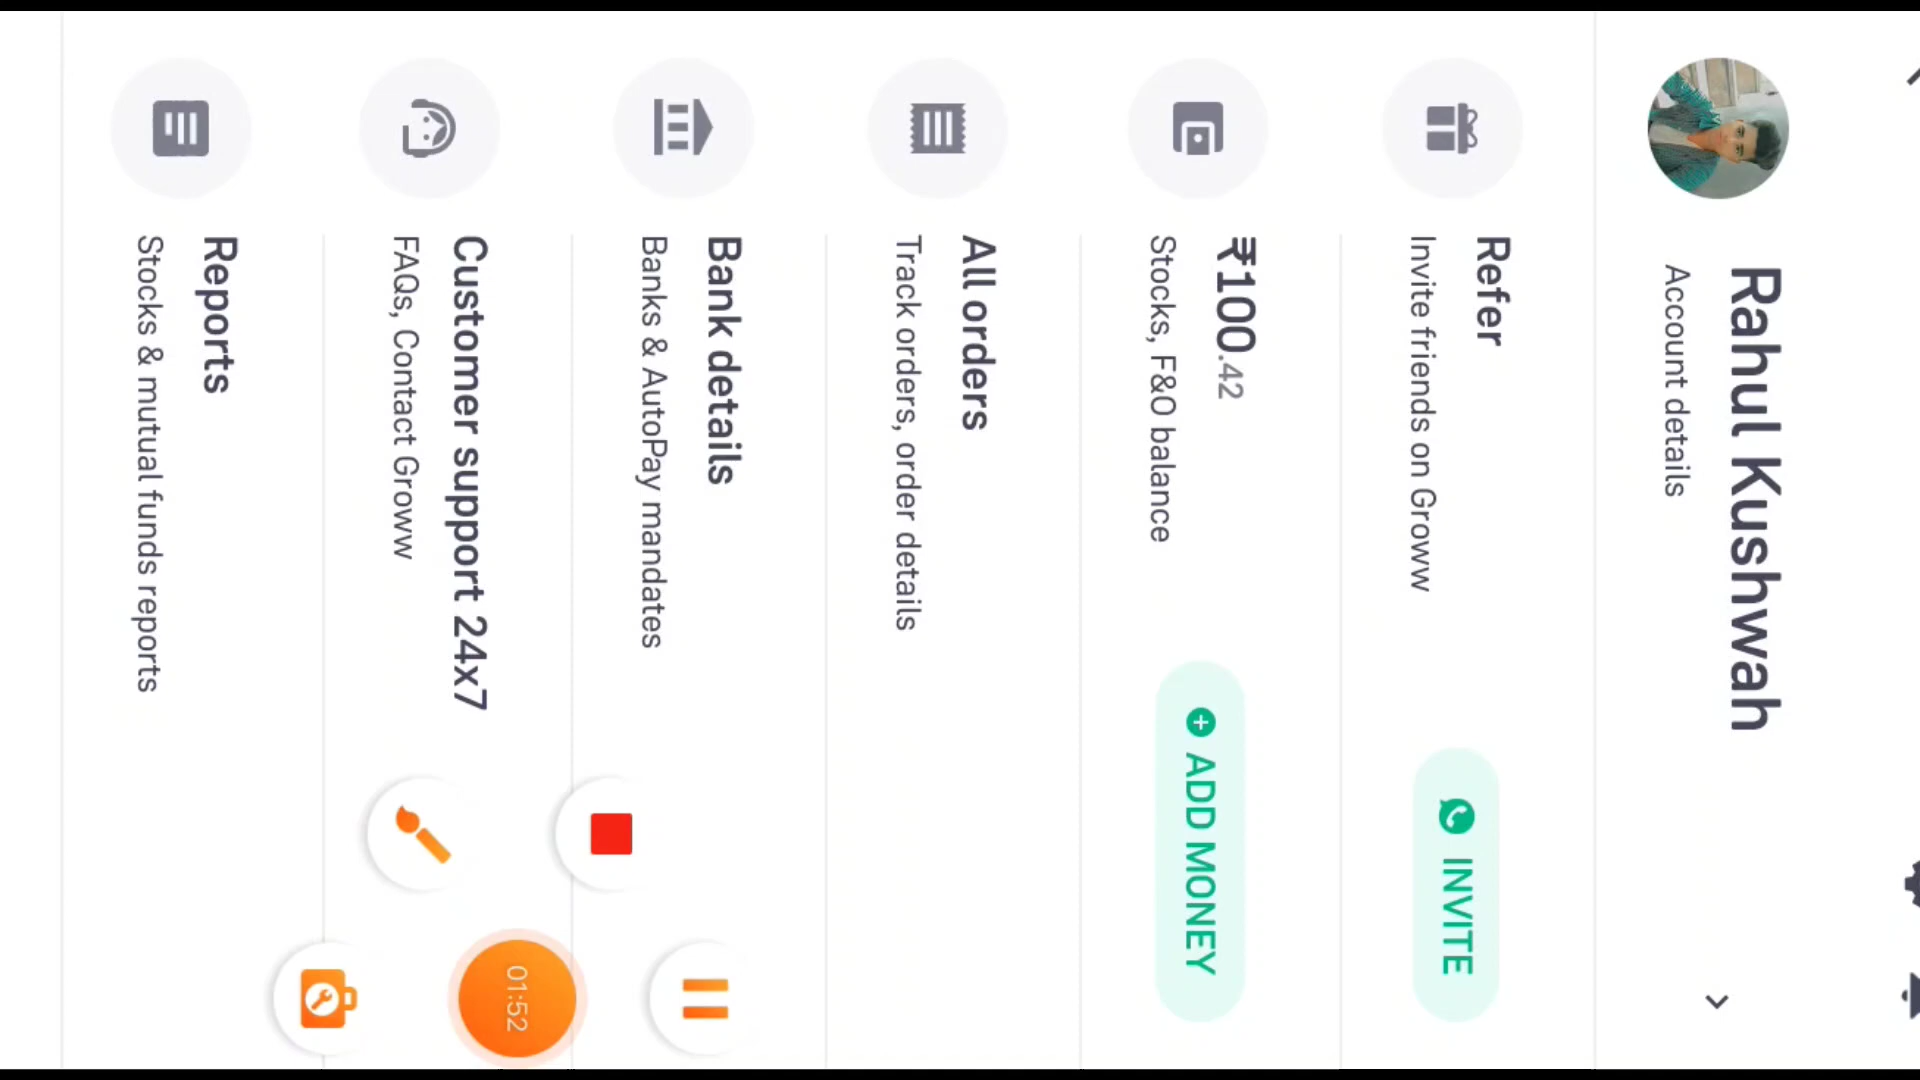 Rahul Kushwah
Account details
Refer
Invite friends on Groww
INVITE
₹100.42
Stocks, F&O balance
ADD MONEY
All orders
Track orders, order details
Bank details
Banks & AutoPay mandates
Customer support 24x7
FAQs, Contact Groww
Reports
Stocks & mutual funds reports
01:52